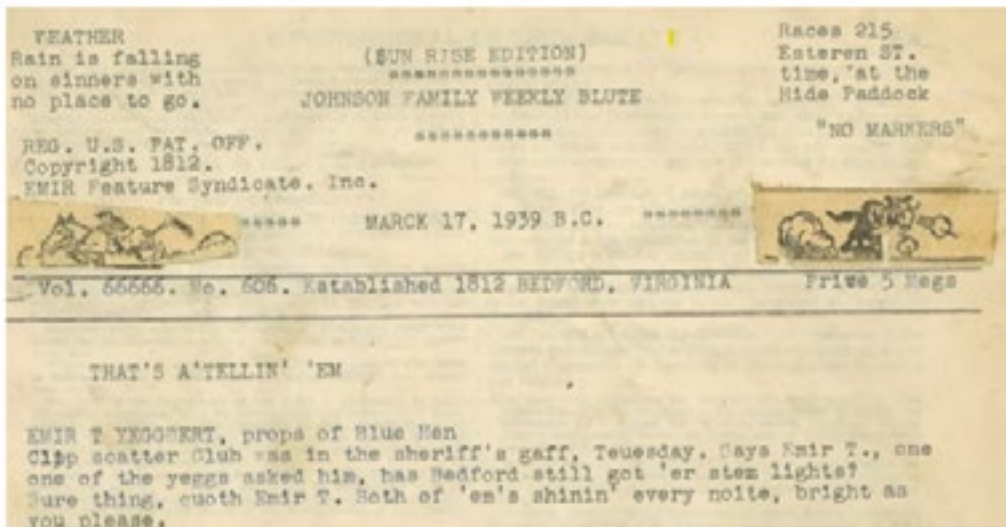 WEATHER
Rain is falling
on sinners with
no place to go.
REG. U.S. PAT. OFF.
Copyright 1812.
EMIR Feature Syndicate. Inc.
(SUN RISE EDITION)
***************
JOHNSON FAMILY WEEKLY BLUTE
***********
Races 215
Esteren ST.
time, at the
Hide Paddock
"NO MARKERS"
***** MARCK 17, 1939 B.C. ********
Vol. 66666. No. 606. Established 1812 BEDFORD, VIRGINIA Prive 5 Megs
THAT'S A'TELLIN' 'EM
EMIR T YEGGBERT, props of Blue Hen
Clip scatter Club was in the sheriff's gaff, Teuesday. Says Emir T., one
one of the yeggs asked him, has Bedford still got 'er stem lights?
Sure thing, quoth Emir T. Both of 'em's shinin' every noite, bright as
you please.